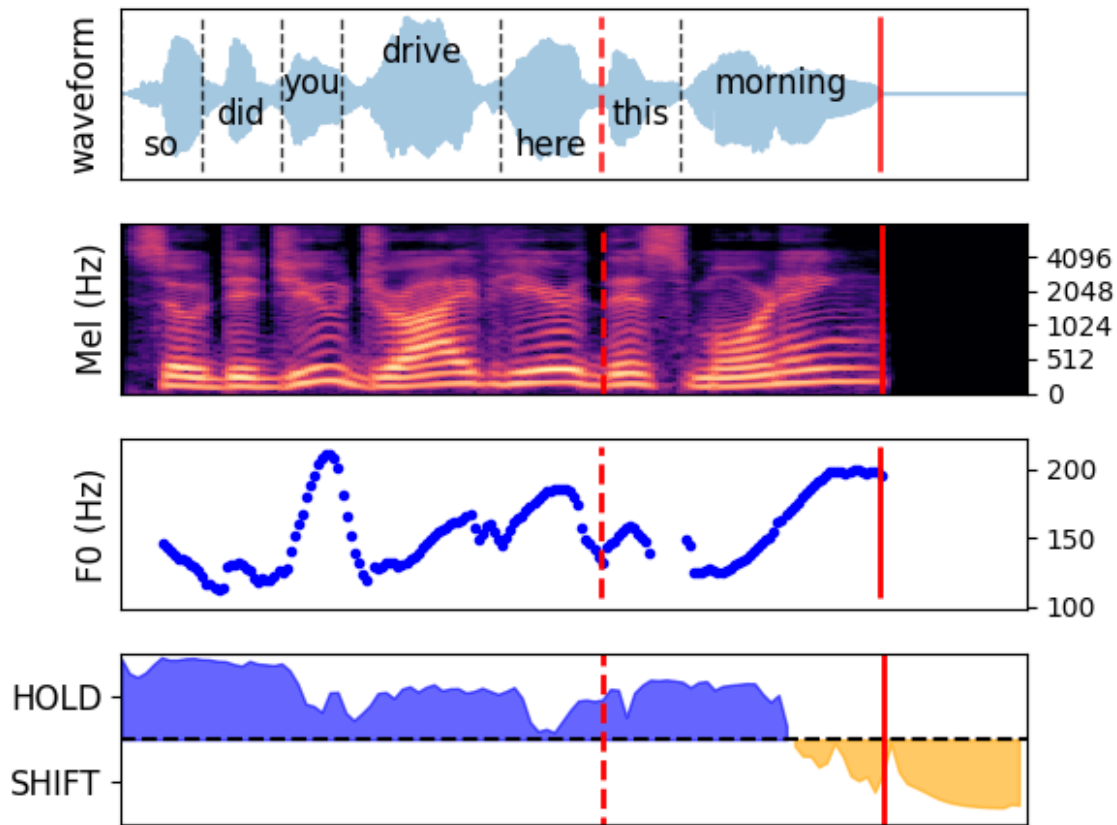 waveform
so
did
you
drive
here
this
morning
Mel (Hz)
4096
2048
1024
512
0
F0 (Hz)
200
150
100
HOLD
SHIFT